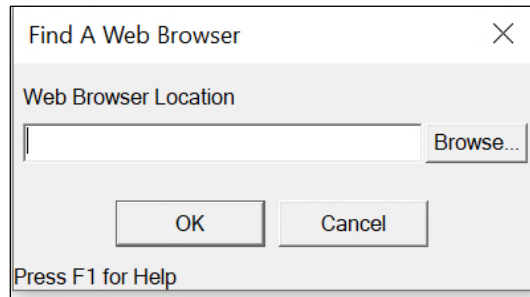 Find A Web Browser
Web Browser Location
Browse...
OK Cancel
Press F1 for Help